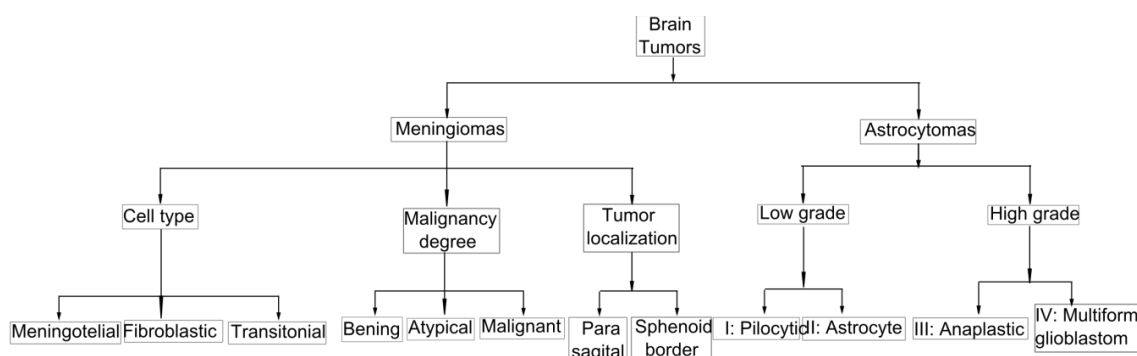 Brain
Tumors
Meningiomas
Astrocytomas
Cell type
Malignancy
degree
Tumor
localization
Low grade
High grade
Meningotelial
Fibroblastic
Transitonial
Bening
Atypical
Malignant
Para
sagital
Sphenoid
border
I: Pilocytic
II: Astrocyte
III: Anaplastic
IV: Multiform
glioblastom